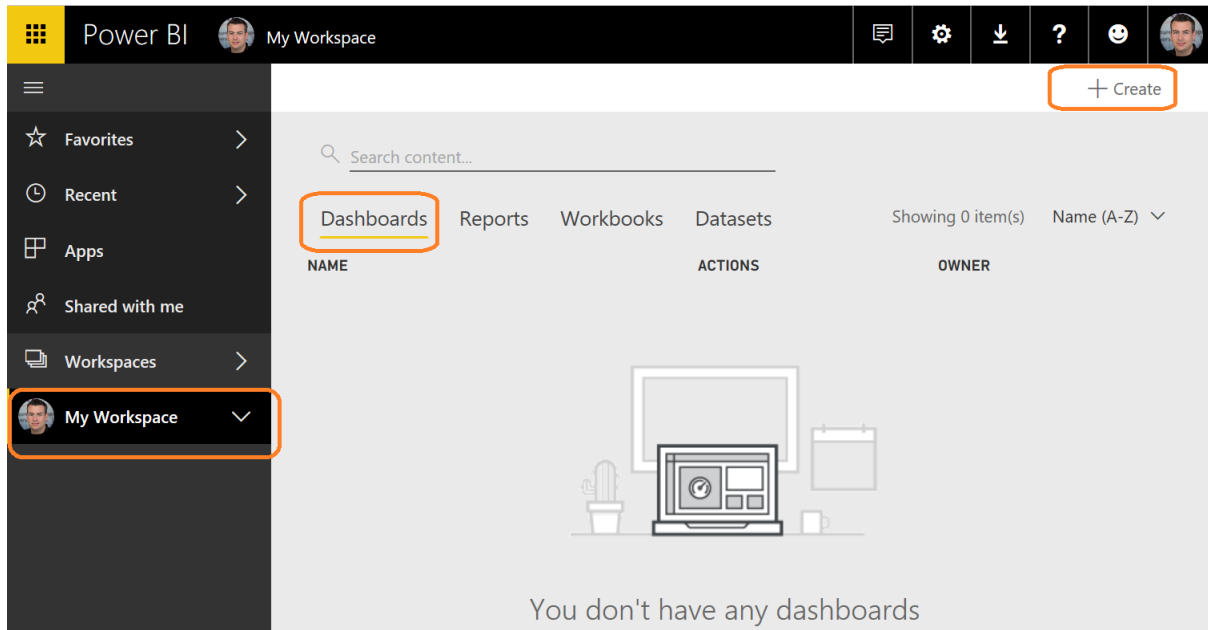 Power BI My Workspace ?
+ Create
Favorites
Search content...
Recent
Dashboards Reports Workbooks Datasets Showing 0 item(s) Name (A-Z)
Apps
NAME ACTIONS OWNER
Shared with me
Workspaces
My Workspace
You don't have any dashboards